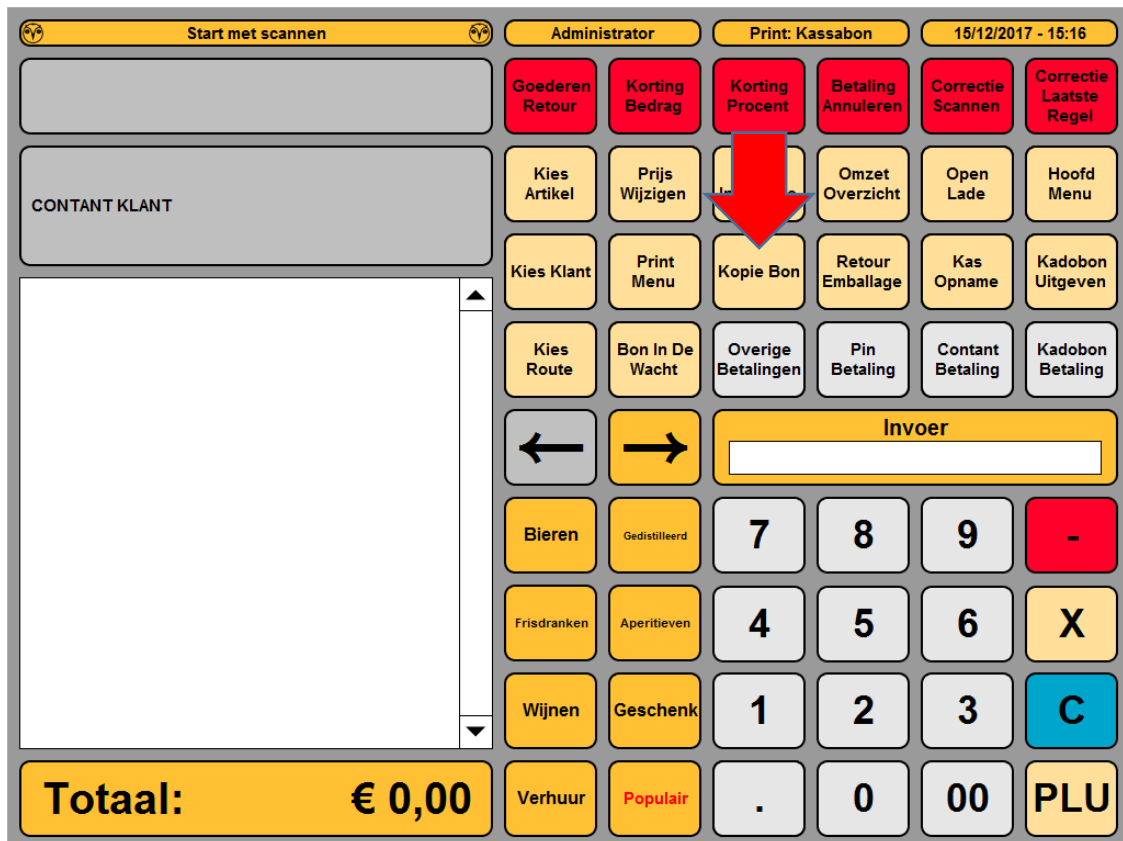 Start met scannen
Administrator
Print: Kassabon
15/12/2017 - 15:16
Goederen
Retour
Korting
Bedrag
Korting
Procent
Betaling
Annuleren
Correctie
Scannen
Correctie
Laatste
Regel
CONTANT KLANT
Kies
Artikel
Prijs
Wijzigen
Omzet
Overzicht
Open
Lade
Hoofd
Menu
Kies Klant
Print
Menu
Kopie Bon
Retour
Emballage
Kas
Opname
Kadobon
Uitgeven
Kies
Route
Bon In De
Wacht
Overige
Betalingen
Pin
Betaling
Contant
Betaling
Kadobon
Betaling
←
→
Invoer
Bieren
Gedistilleerd
7
8
9
-
Frisdranken
Aperitieven
4
5
6
X
Wijnen
Geschenk
1
2
3
C
Totaal: € 0,00
Verhuur
Populair
.
0
00
PLU